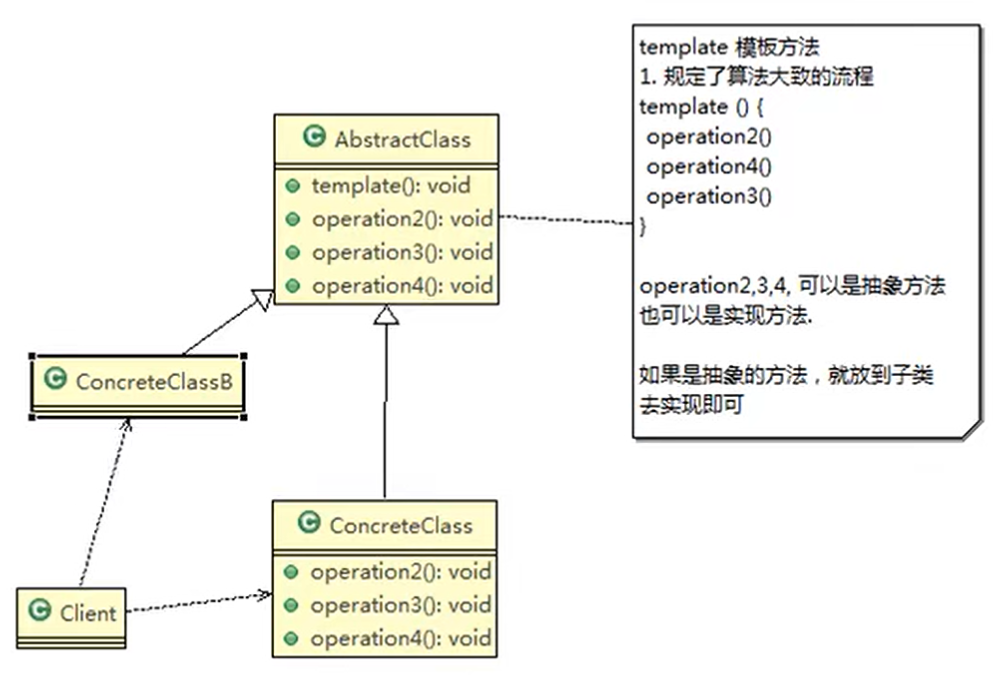 template 模板方法
1. 规定了算法大致的流程
template () {
operation2()
operation4()
operation3()
}
operation2,3,4, 可以是抽象方法
也可以是实现方法.
如果是抽象的方法，就放到子类
去实现即可
C AbstractClass
template(): void
operation2(): void
operation3(): void
operation4(): void
C ConcreteClassB
C ConcreteClass
operation2(): void
operation3(): void
operation4(): void
C Client